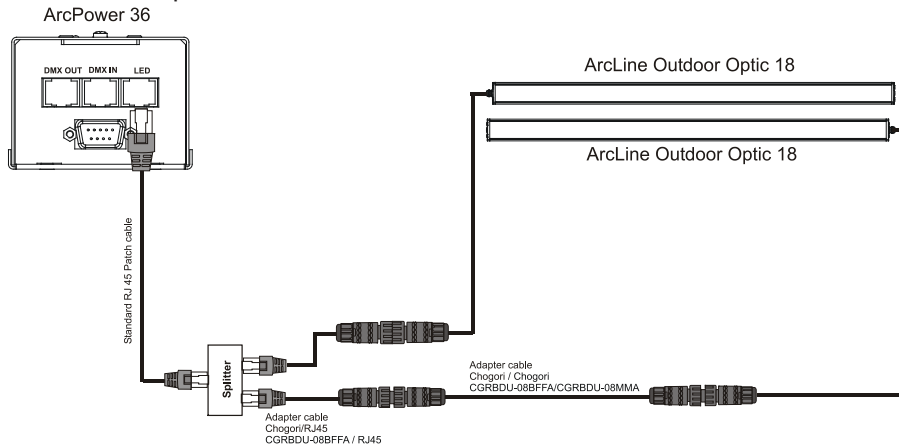 ArcPower 36
DMX OUT DMX IN LED
ArcLine Outdoor Optic 18
ArcLine Outdoor Optic 18
Standard RJ 45 Patch cable
Splitter
Adapter cable
Chogori / Chogori
CGRBDU-08BFFA/CGRBDU-08MMA
Adapter cable
Chogori/RJ45
CGRBDU-08BFFA / RJ45